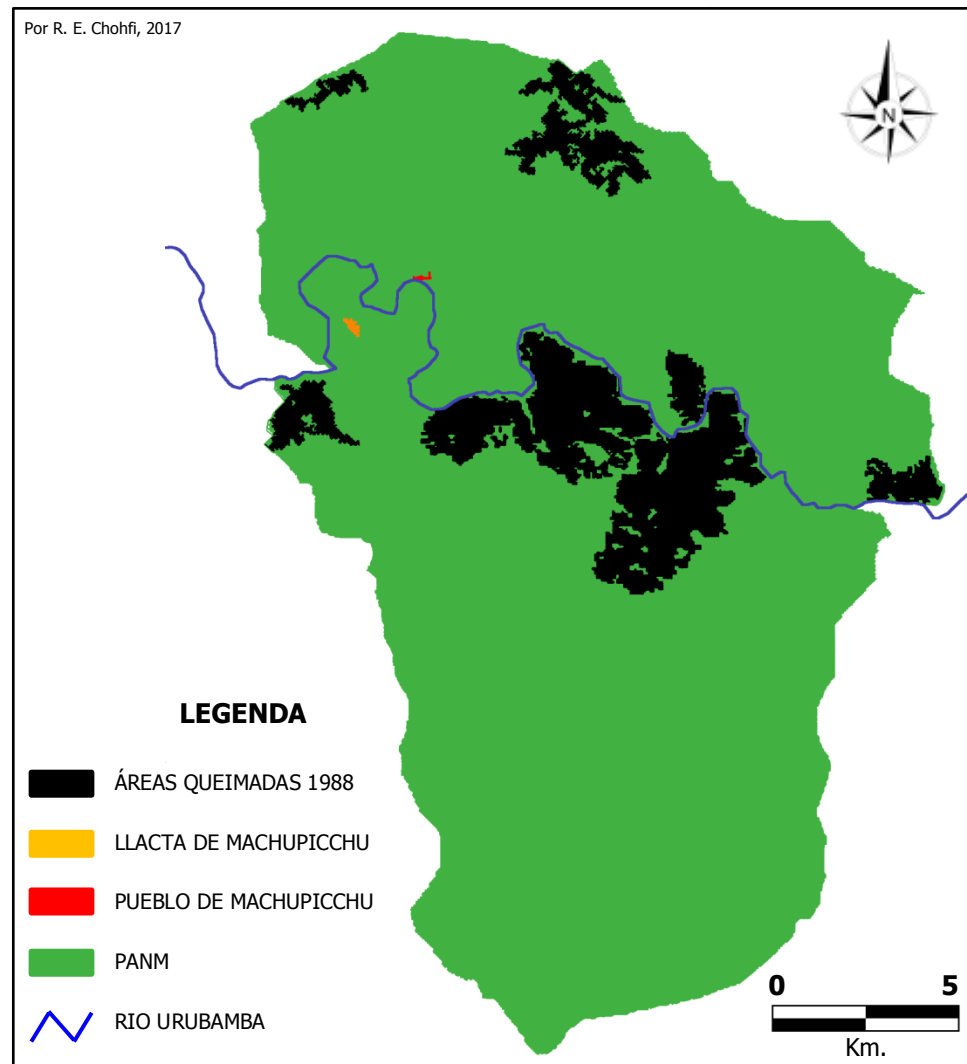 Por R. E. Chohfi, 2017
N
LEGENDA
ÁREAS QUEIMADAS 1988
LLACTA DE MACHUPICCHU
PUEBLO DE MACHUPICCHU
PANM
RIO URUBAMBA
0 5
Km.